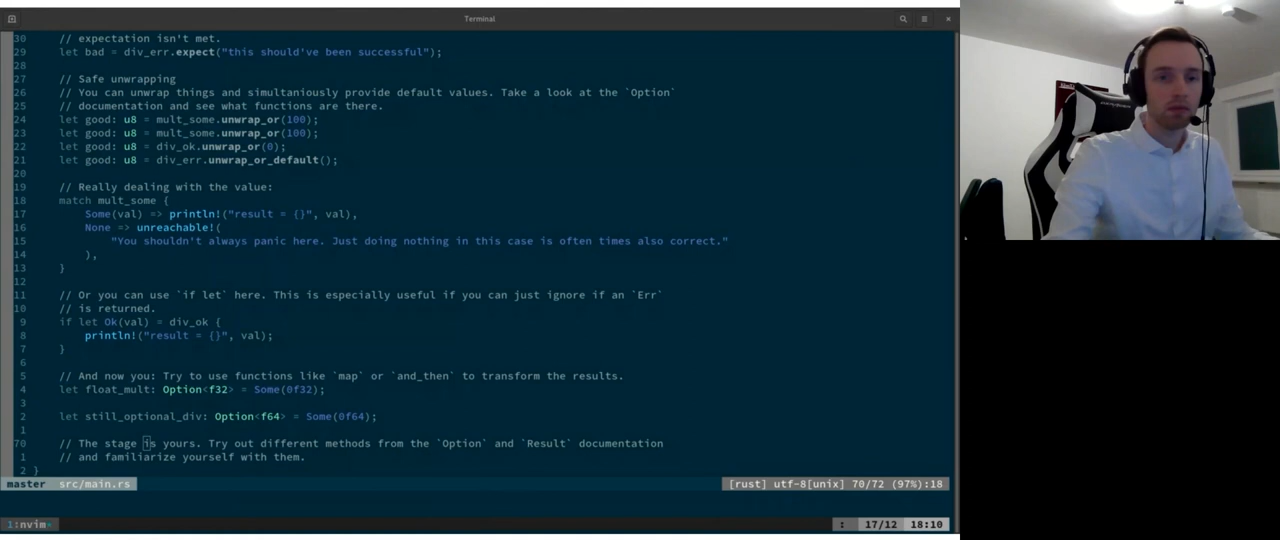 Terminal
30 // expectation isn't met.
29 let bad = div_err.expect("this should've been successful");
28
27 // Safe unwrapping
26 // You can unwrap things and simultaniously provide default values. Take a look at the `Option`
25 // documentation and see what functions are there.
24 let good: u8 = mult_some.unwrap_or(100);
23 let good: u8 = mult_some.unwrap_or(100);
22 let good: u8 = div_ok.unwrap_or(0);
21 let good: u8 = div_err.unwrap_or_default();
20
19 // Really dealing with the value:
18 match mult_some {
17 Some(val) => println!("result = {}", val),
16 None => unreachable!(
15 "You shouldn't always panic here. Just doing nothing in this case is often times also correct."
14 ),
13 }
12
11 // Or you can use `if let` here. This is especially useful if you can just ignore if an `Err`
10 // is returned.
9 if let Ok(val) = div_ok {
8 println!("result = {}", val);
7 }
6
5 // And now you: Try to use functions like `map` or `and_then` to transform the results.
4 let float_mult: Option<f32> = Some(0f32);
3
2 let still_optional_div: Option<f64> = Some(0f64);
1
70 // The stage is yours. Try out different methods from the `Option` and `Result` documentation
1 // and familiarize yourself with them.
2 }
master src/main.rs [rust] utf-8[unix] 70/72 (97%):18
1:nvim* : 17/12 18:10